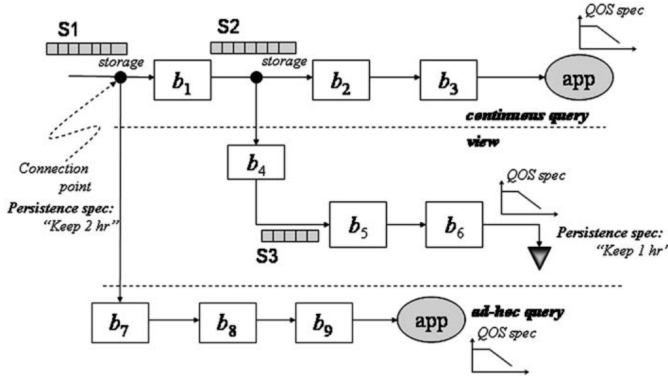 S1
S2
QOS spec
storage
storage
b1
b2
b3
app
continuous query
view
Connection
point
b4
QOS spec
Persistence spec:
“Keep 2 hr”
b5
b6
Persistence spec:
“Keep 1 hr”
S3
ad-hoc query
b7
b8
b9
app
QOS spec